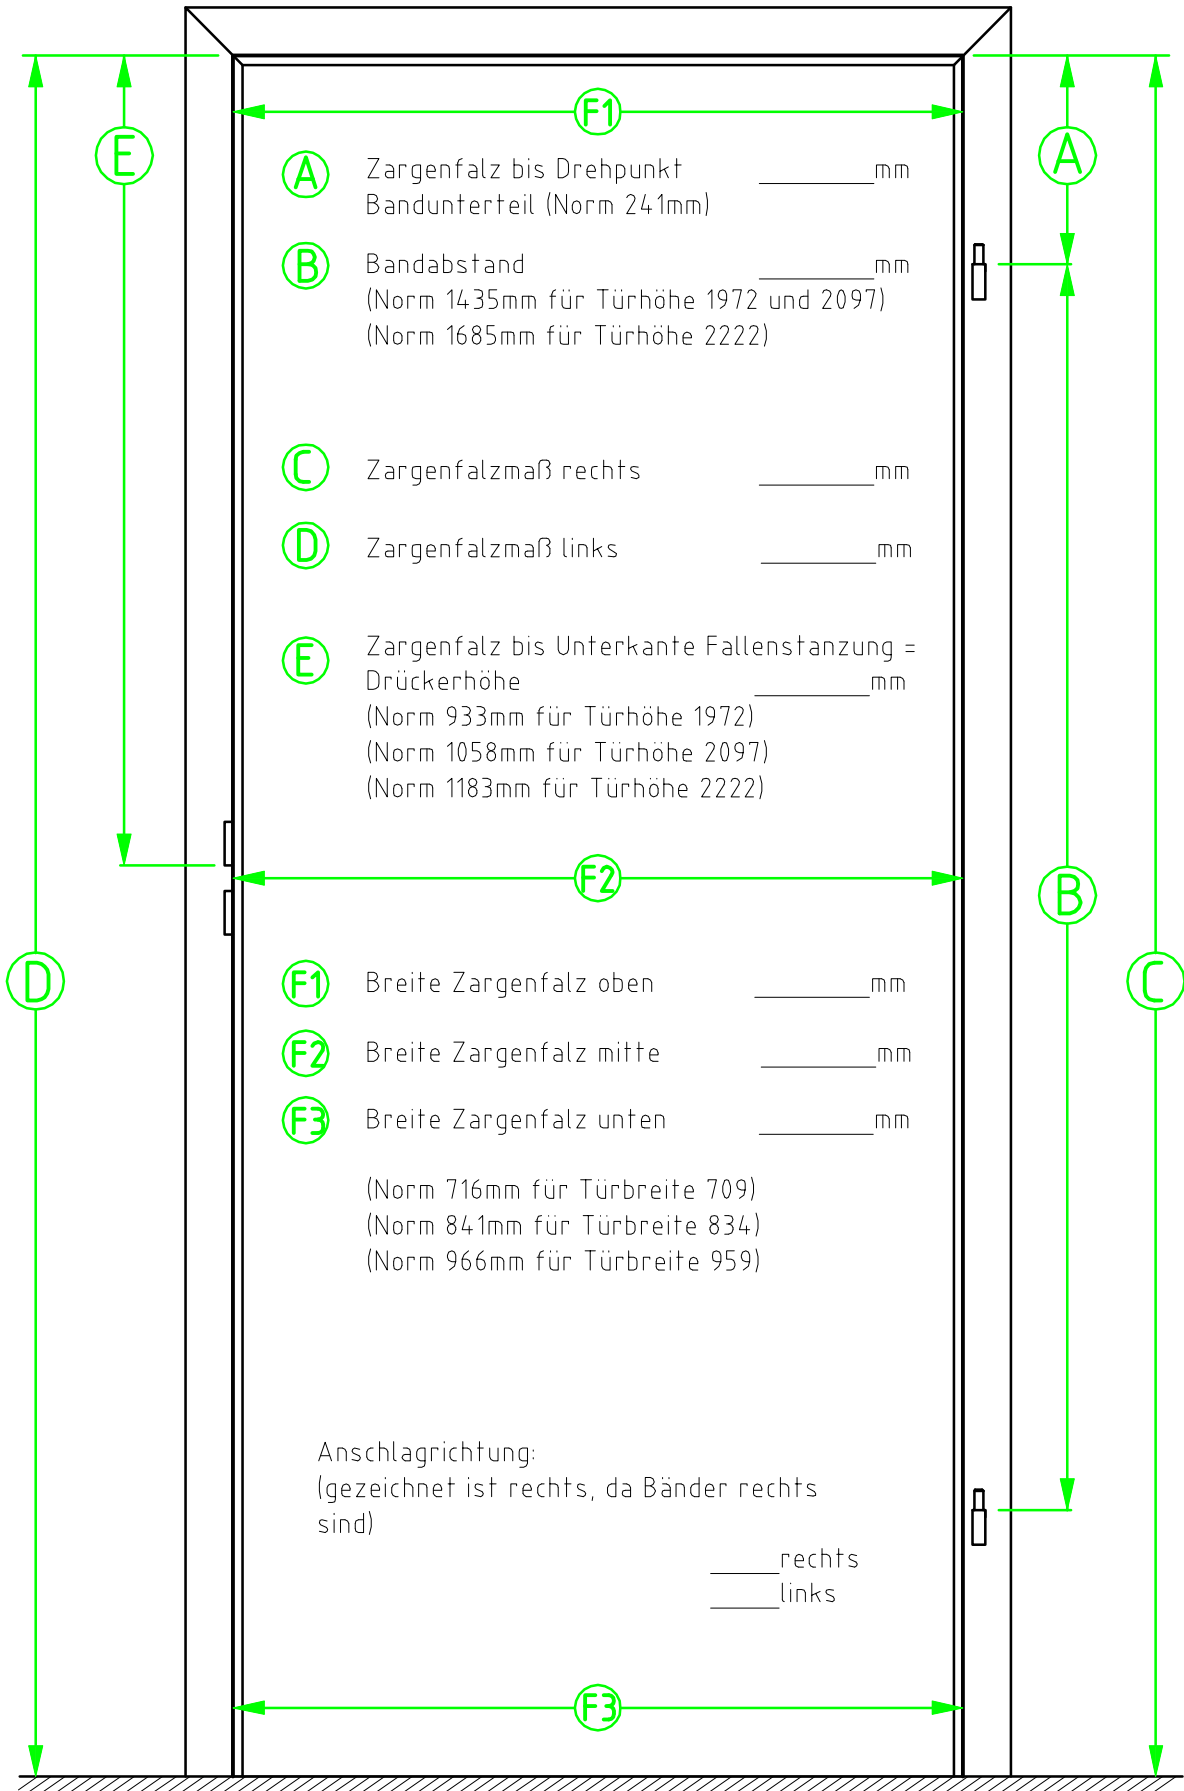 F1
E
A
A Zargenfalz bis Drehpunkt ________mm
Bandunterteil (Norm 241mm)
B Bandabstand ________mm
(Norm 1435mm für Türhöhe 1972 und 2097)
(Norm 1685mm für Türhöhe 2222)
C Zargenfalzmaß rechts ________mm
D Zargenfalzmaß links ________mm
E Zargenfalz bis Unterkante Fallenstanzung =
Drückerhöhe ________mm
(Norm 933mm für Türhöhe 1972)
(Norm 1058mm für Türhöhe 2097)
(Norm 1183mm für Türhöhe 2222)
F2
B
D
C
F1 Breite Zargenfalz oben ________mm
F2 Breite Zargenfalz mitte ________mm
F3 Breite Zargenfalz unten ________mm
(Norm 716mm für Türbreite 709)
(Norm 841mm für Türbreite 834)
(Norm 966mm für Türbreite 959)
Anschlagrichtung:
(gezeichnet ist rechts, da Bänder rechts
sind)
_____rechts
_____links
F3